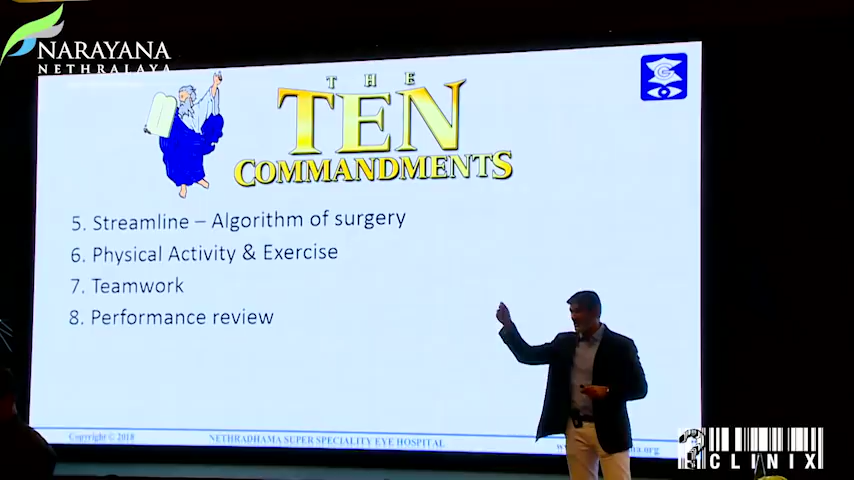 NARAYANA
NETHRALAYA
THE
TEN
COMMANDMENTS
5. Streamline – Algorithm of surgery
6. Physical Activity & Exercise
7. Teamwork
8. Performance review
Copyright © 2018
NETHRADHAMA SUPER SPECIALITY EYE HOSPITAL
CLINIX